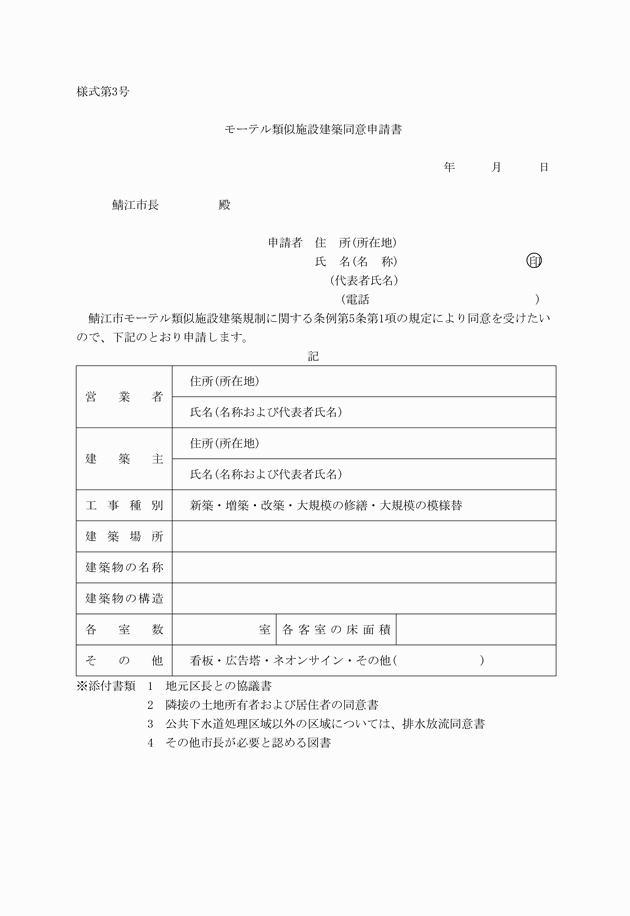 様式第3号
モーテル類似施設建築同意申請書
年　月　日
鯖江市長　殿
申請者　住　所(所在地)
氏　名(名　称)　㊞
(代表者氏名)
(電話　)
鯖江市モーテル類似施設建築規制に関する条例第5条第1項の規定により同意を受けたい
ので、下記のとおり申請します。
記
営業者　住所(所在地)
氏名(名称および代表者氏名)
建築主　住所(所在地)
氏名(名称および代表者氏名)
工事種別　新築・増築・改築・大規模の修繕・大規模の模様替
建築場所
建築物の名称
建築物の構造
各室数　室　各客室の床面積
その他　看板・広告塔・ネオンサイン・その他(　)
※添付書類　1　地元区長との協議書
2　隣接の土地所有者および居住者の同意書
3　公共下水道処理区域以外の区域については、排水放流同意書
4　その他市長が必要と認める図書